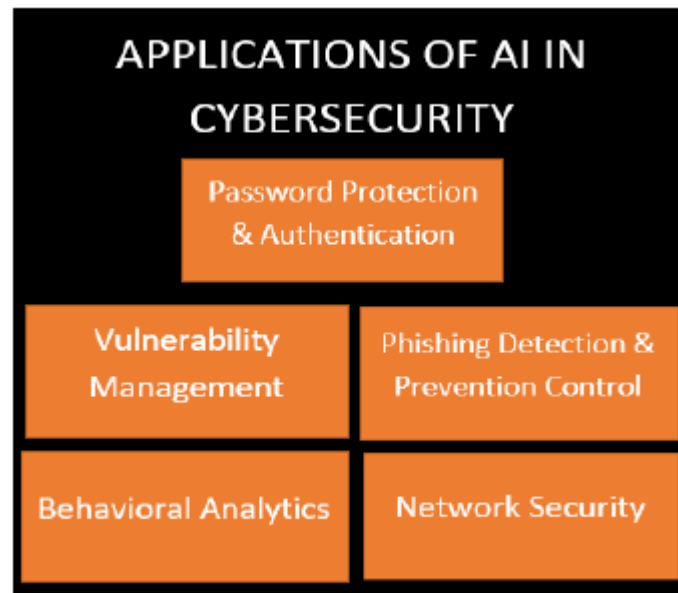 APPLICATIONS OF AI IN
CYBERSECURITY
Password Protection
& Authentication
Vulnerability
Management
Phishing Detection &
Prevention Control
Behavioral Analytics
Network Security